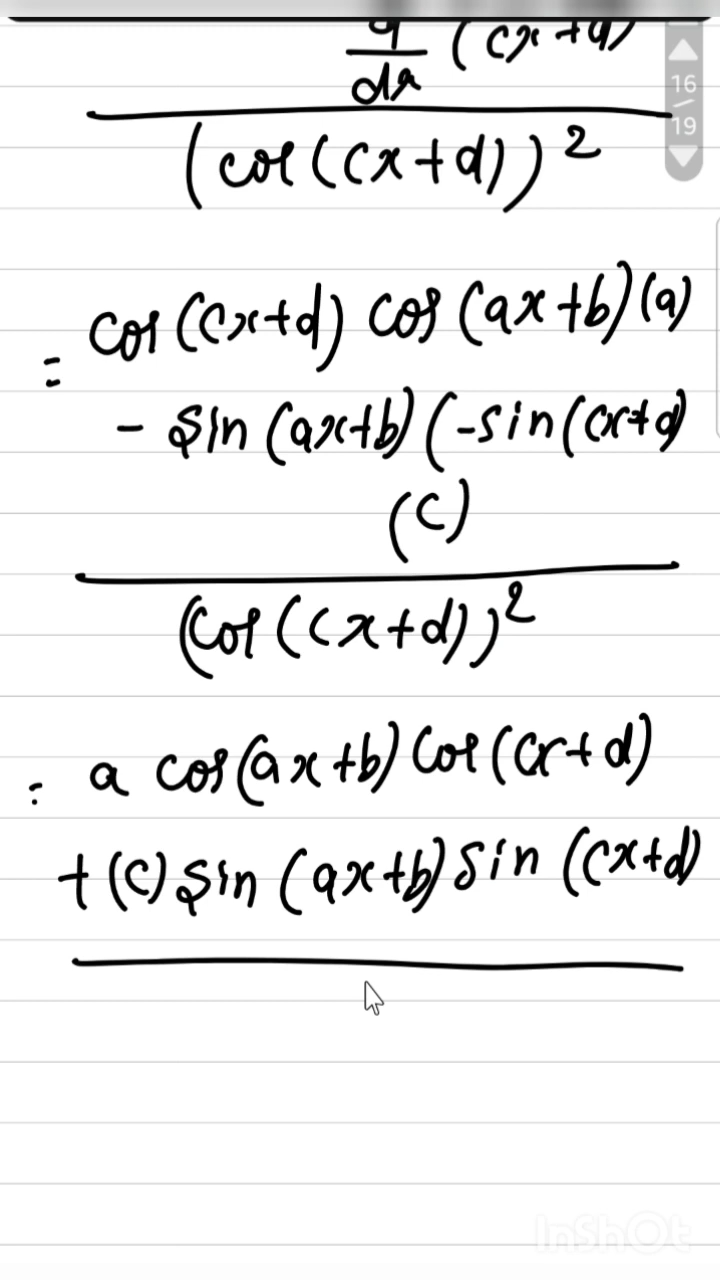 d/dx (cx+d)
16
19
(cos(cx+d))²
cos(cx+d) cos(ax+b)(a)
= - sin(ax+b)(-sin(cx+d)
(c)
(cos(cx+d))²
= a cos(ax+b) cos(cx+d)
+(c) sin(ax+b) sin(cx+d)
InShOt